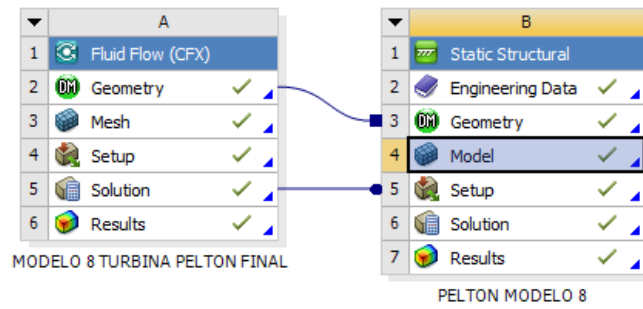 A
1 Fluid Flow (CFX)
2 DM Geometry
3 Mesh
4 Setup
5 Solution
6 Results
MODELO 8 TURBINA PELTON FINAL
B
1 Static Structural
2 Engineering Data
3 DM Geometry
4 Model
5 Setup
6 Solution
7 Results
PELTON MODELO 8